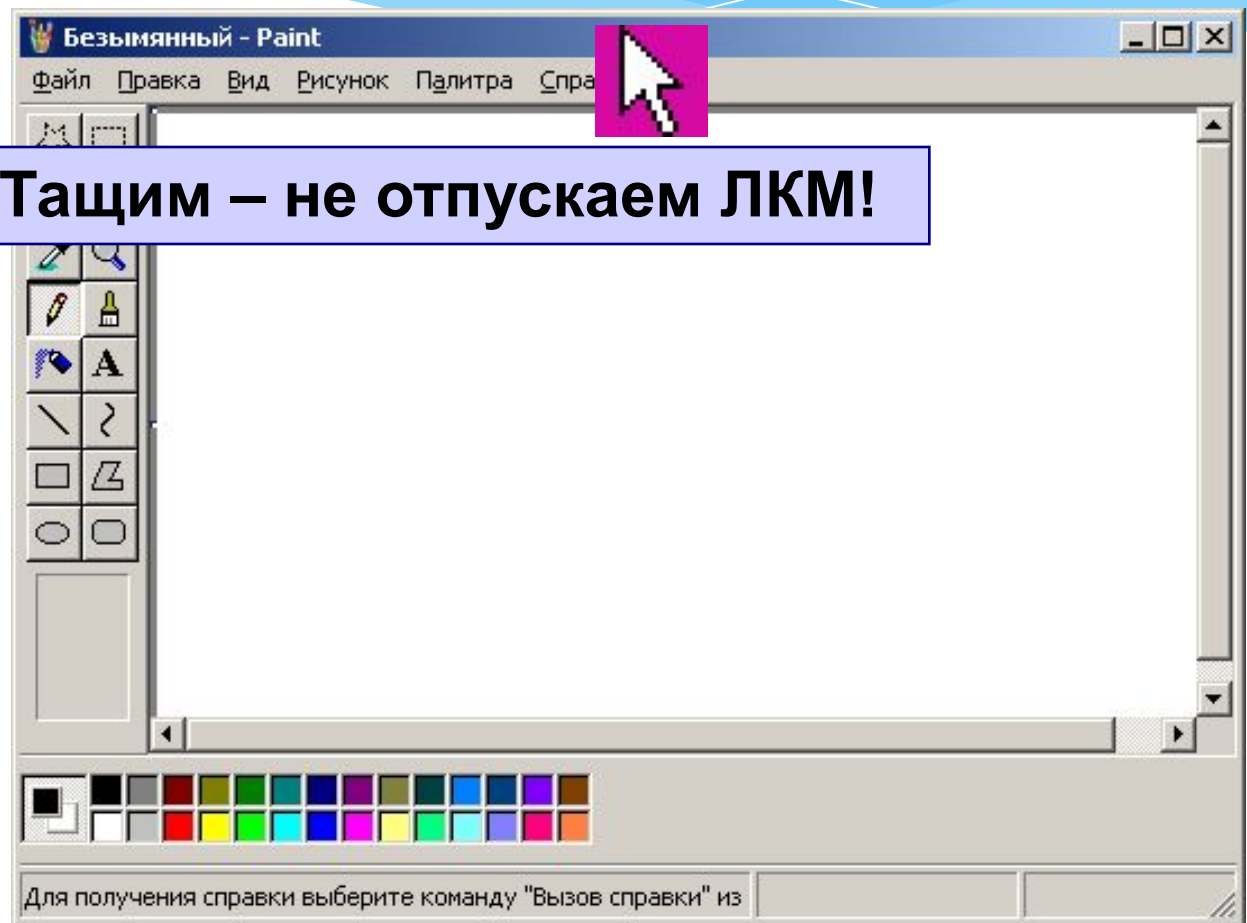 Безымянный - Paint
Файл Правка Вид Рисунок Палитра Спра
Тащим – не отпускаем ЛКМ!
A
Для получения справки выберите команду "Вызов справки" из